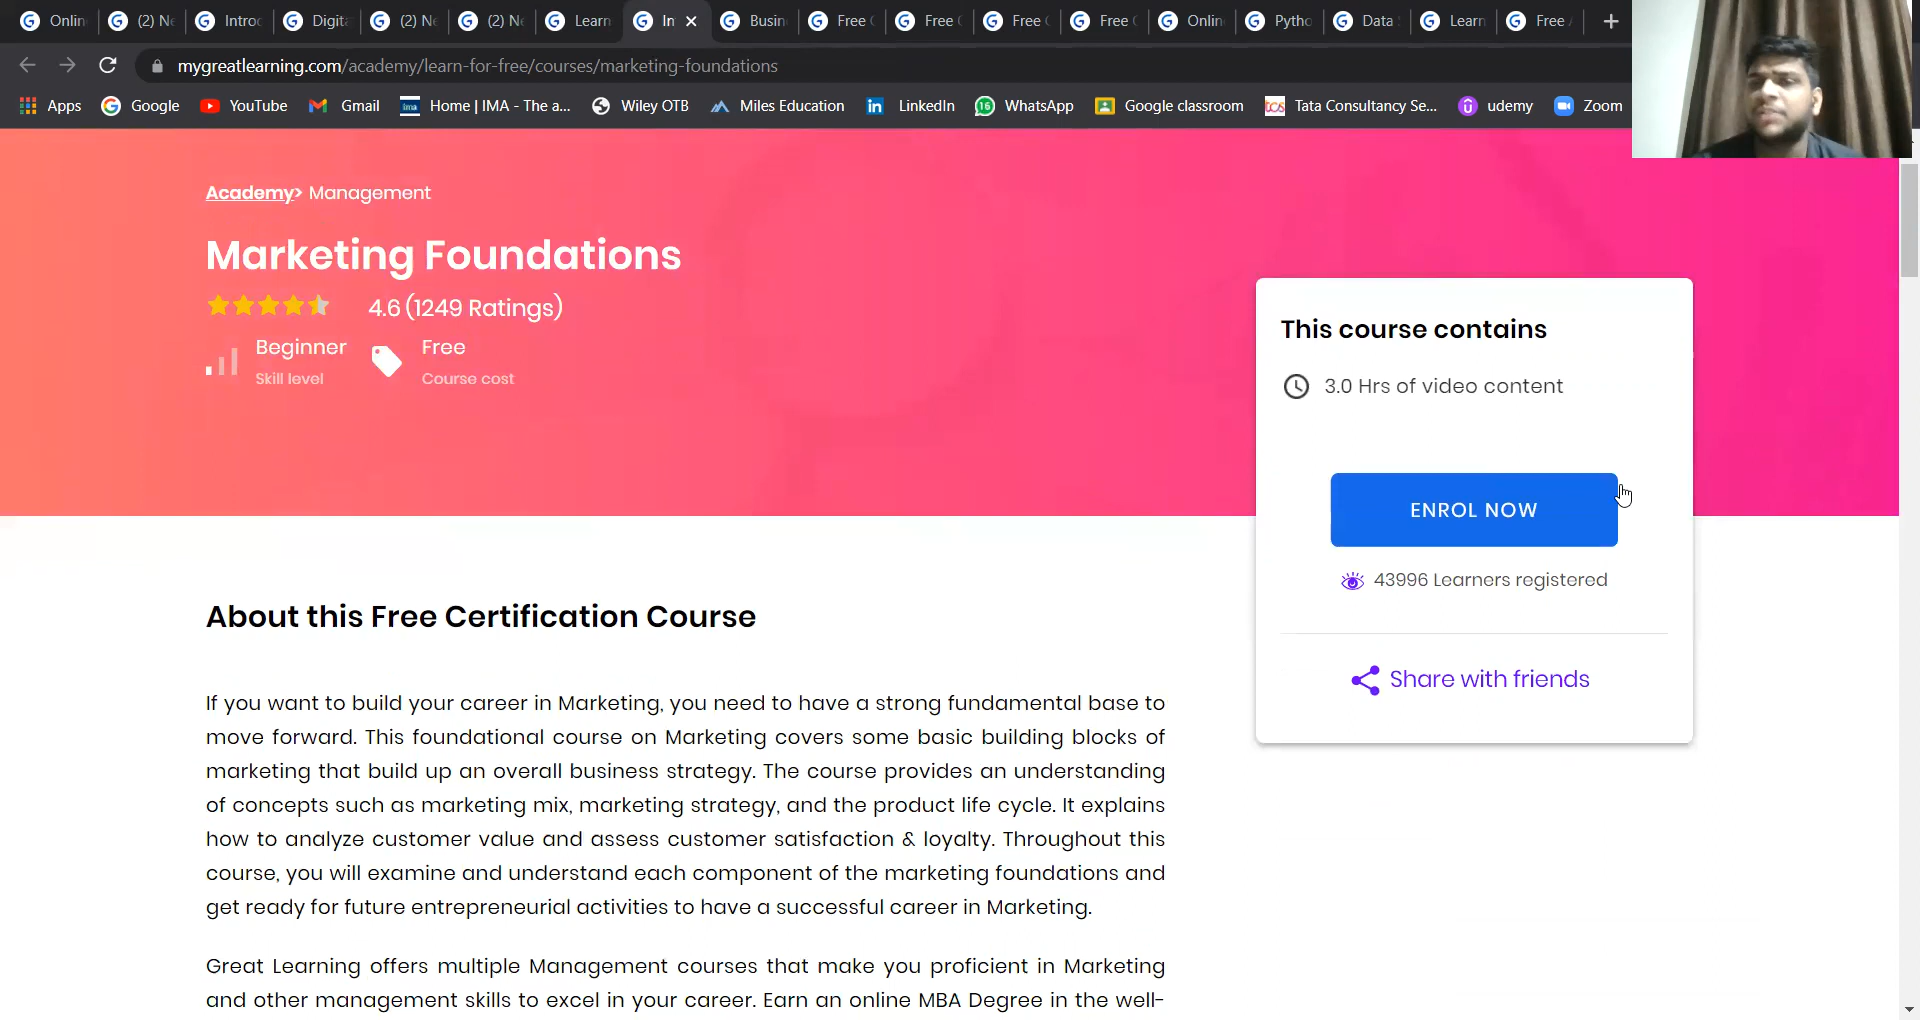 Onlin
(2) Ne
Introd
Digita
(2) Ne
(2) Ne
Learn
In
Busin
Free C
Free C
Free C
Free C
Online
Pytho
Data
Learn
Free
mygreatlearning.com/academy/learn-for-free/courses/marketing-foundations
Apps
Google
YouTube
Gmail
ima
Home | IMA - The a...
Wiley OTB
Miles Education
in
LinkedIn
16
WhatsApp
Google classroom
tcs
Tata Consultancy Se...
udemy
Zoom
Academy> Management
Marketing Foundations
4.6 (1249 Ratings)
Beginner
Skill level
Free
Course cost
This course contains
3.0 Hrs of video content
ENROL NOW
43996 Learners registered
Share with friends
About this Free Certification Course
If you want to build your career in Marketing, you need to have a strong fundamental base to
move forward. This foundational course on Marketing covers some basic building blocks of
marketing that build up an overall business strategy. The course provides an understanding
of concepts such as marketing mix, marketing strategy, and the product life cycle. It explains
how to analyze customer value and assess customer satisfaction & loyalty. Throughout this
course, you will examine and understand each component of the marketing foundations and
get ready for future entrepreneurial activities to have a successful career in Marketing.
Great Learning offers multiple Management courses that make you proficient in Marketing
and other management skills to excel in your career. Earn an online MBA Degree in the well-